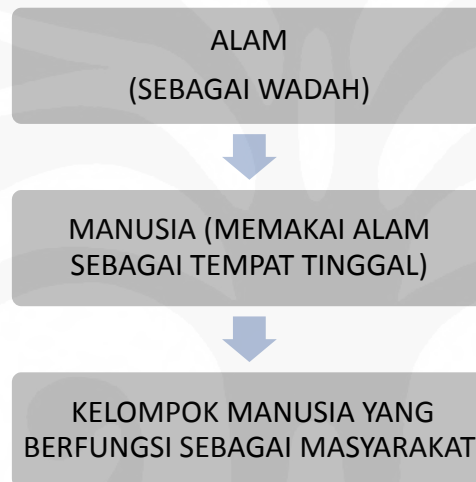 ALAM
(SEBAGAI WADAH)
MANUSIA (MEMAKAI ALAM
SEBAGAI TEMPAT TINGGAL)
KELOMPOK MANUSIA YANG
BERFUNGSI SEBAGAI MASYARAKAT